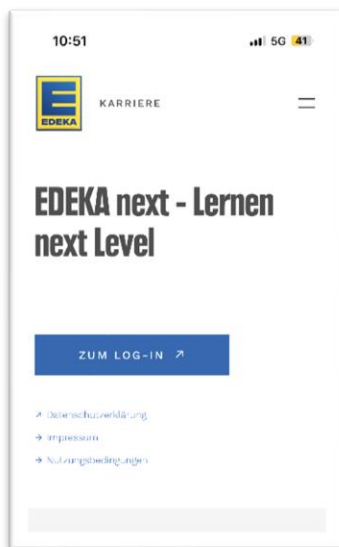 10:51
5G 41
EDEKA
KARRIERE
EDEKA next - Lernen
next Level
ZUM LOG-IN ↗
↗ Datenschutzerklärung
→ Impressum
→ Nutzungsbedingungen